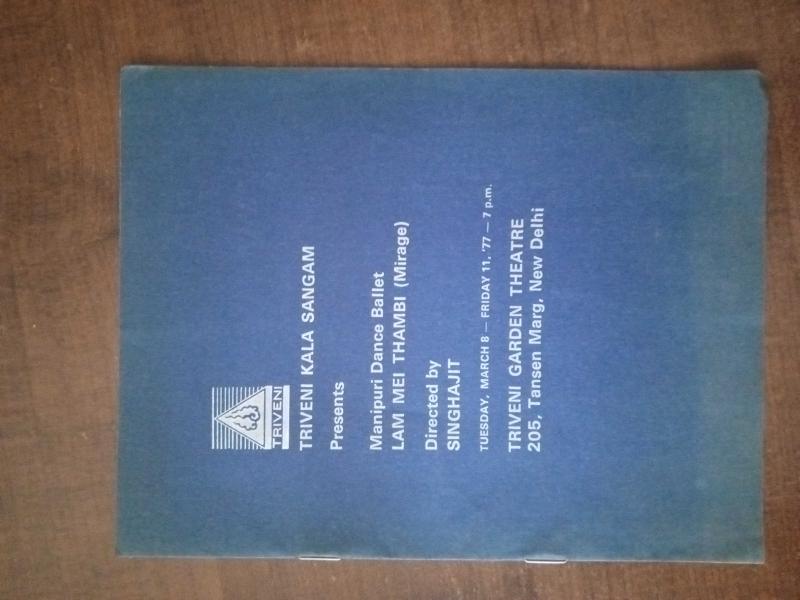 TRIVENI
TRIVENI KALA SANGAM
Presents
Manipuri Dance Ballet
LAM MEI THAMBI (Mirage)
Directed by
SINGHAJIT
TUESDAY, MARCH 8 — FRIDAY 11, '77 — 7 p.m.
TRIVENI GARDEN THEATRE
205, Tansen Marg, New Delhi